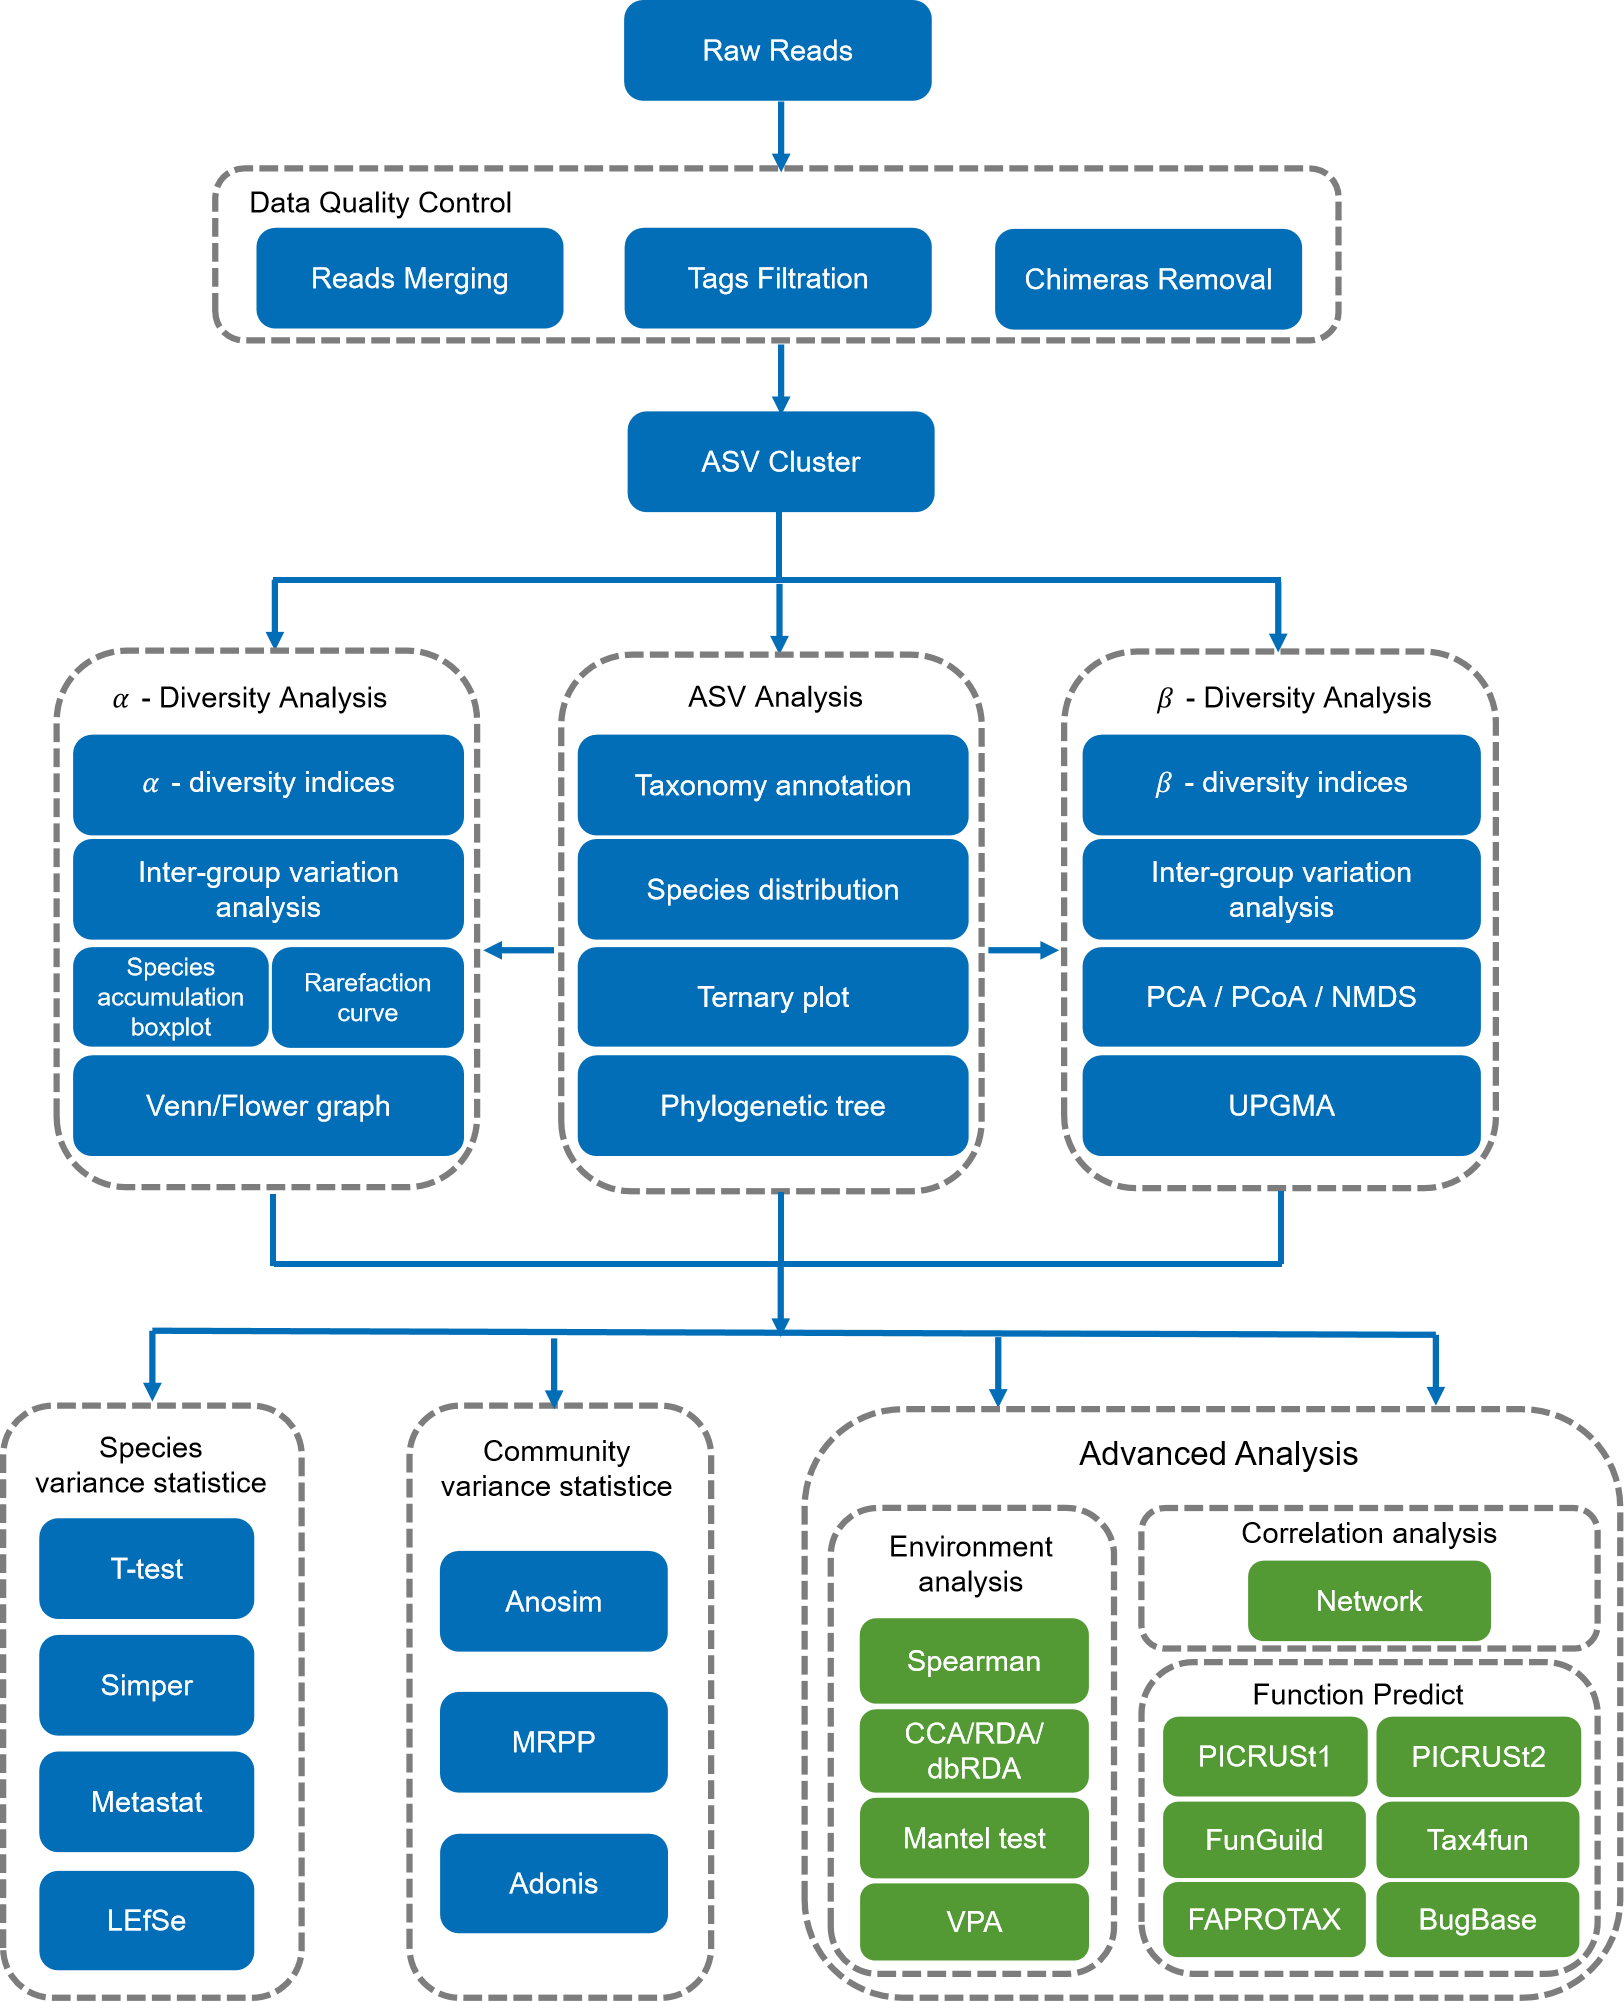 Raw Reads
Data Quality Control
Reads Merging
Tags Filtration
Chimeras Removal
ASV Cluster
α - Diversity Analysis
α - diversity indices
Inter-group variation
analysis
Species
accumulation
boxplot
Rarefaction
curve
Venn/Flower graph
ASV Analysis
Taxonomy annotation
Species distribution
Ternary plot
Phylogenetic tree
β - Diversity Analysis
β - diversity indices
Inter-group variation
analysis
PCA / PCoA / NMDS
UPGMA
Species
variance statistice
T-test
Simper
Metastat
LEfSe
Community
variance statistice
Anosim
MRPP
Adonis
Advanced Analysis
Environment
analysis
Spearman
CCA/RDA/
dbRDA
Mantel test
VPA
Correlation analysis
Network
Function Predict
PICRUSt1
PICRUSt2
FunGuild
Tax4fun
FAPROTAX
BugBase